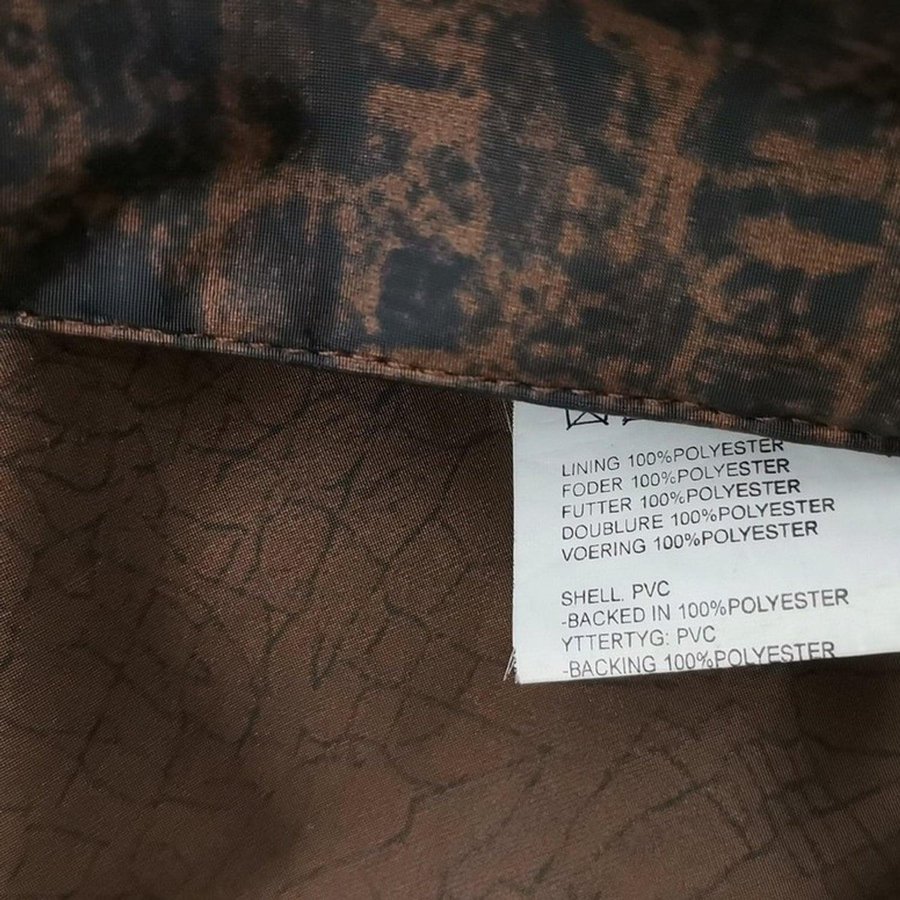 LINING 100%POLYESTER
FODER 100%POLYESTER
FUTTER 100%POLYESTER
DOUBLURE 100%POLYESTER
VOERING 100%POLYESTER
SHELL. PVC
-BACKED IN 100%POLYESTER
YTTERTYG: PVC
-BACKING 100%POLYESTER